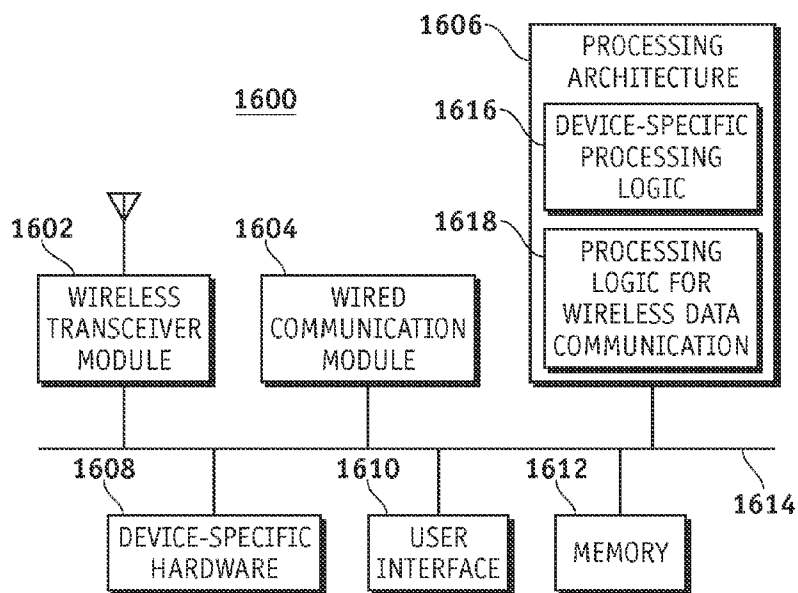 1606
PROCESSING
ARCHITECTURE
1600
1616
DEVICE-SPECIFIC
PROCESSING
LOGIC
1602
1604
1618
PROCESSING
LOGIC FOR
WIRELESS DATA
COMMUNICATION
WIRELESS
TRANSCEIVER
MODULE
WIRED
COMMUNICATION
MODULE
1608
1610
1612
1614
DEVICE-SPECIFIC
HARDWARE
USER
INTERFACE
MEMORY